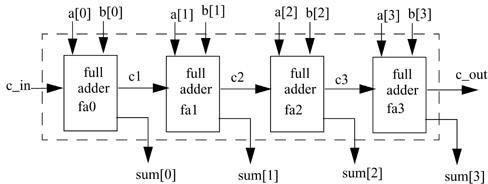 a[0] b[0] a[1] b[1] a[2] b[2] a[3] b[3]
full adder fa0
full adder fa1
full adder fa2
full adder fa3
c_in c1 c2 c3 c_out
sum[0] sum[1] sum[2] sum[3]